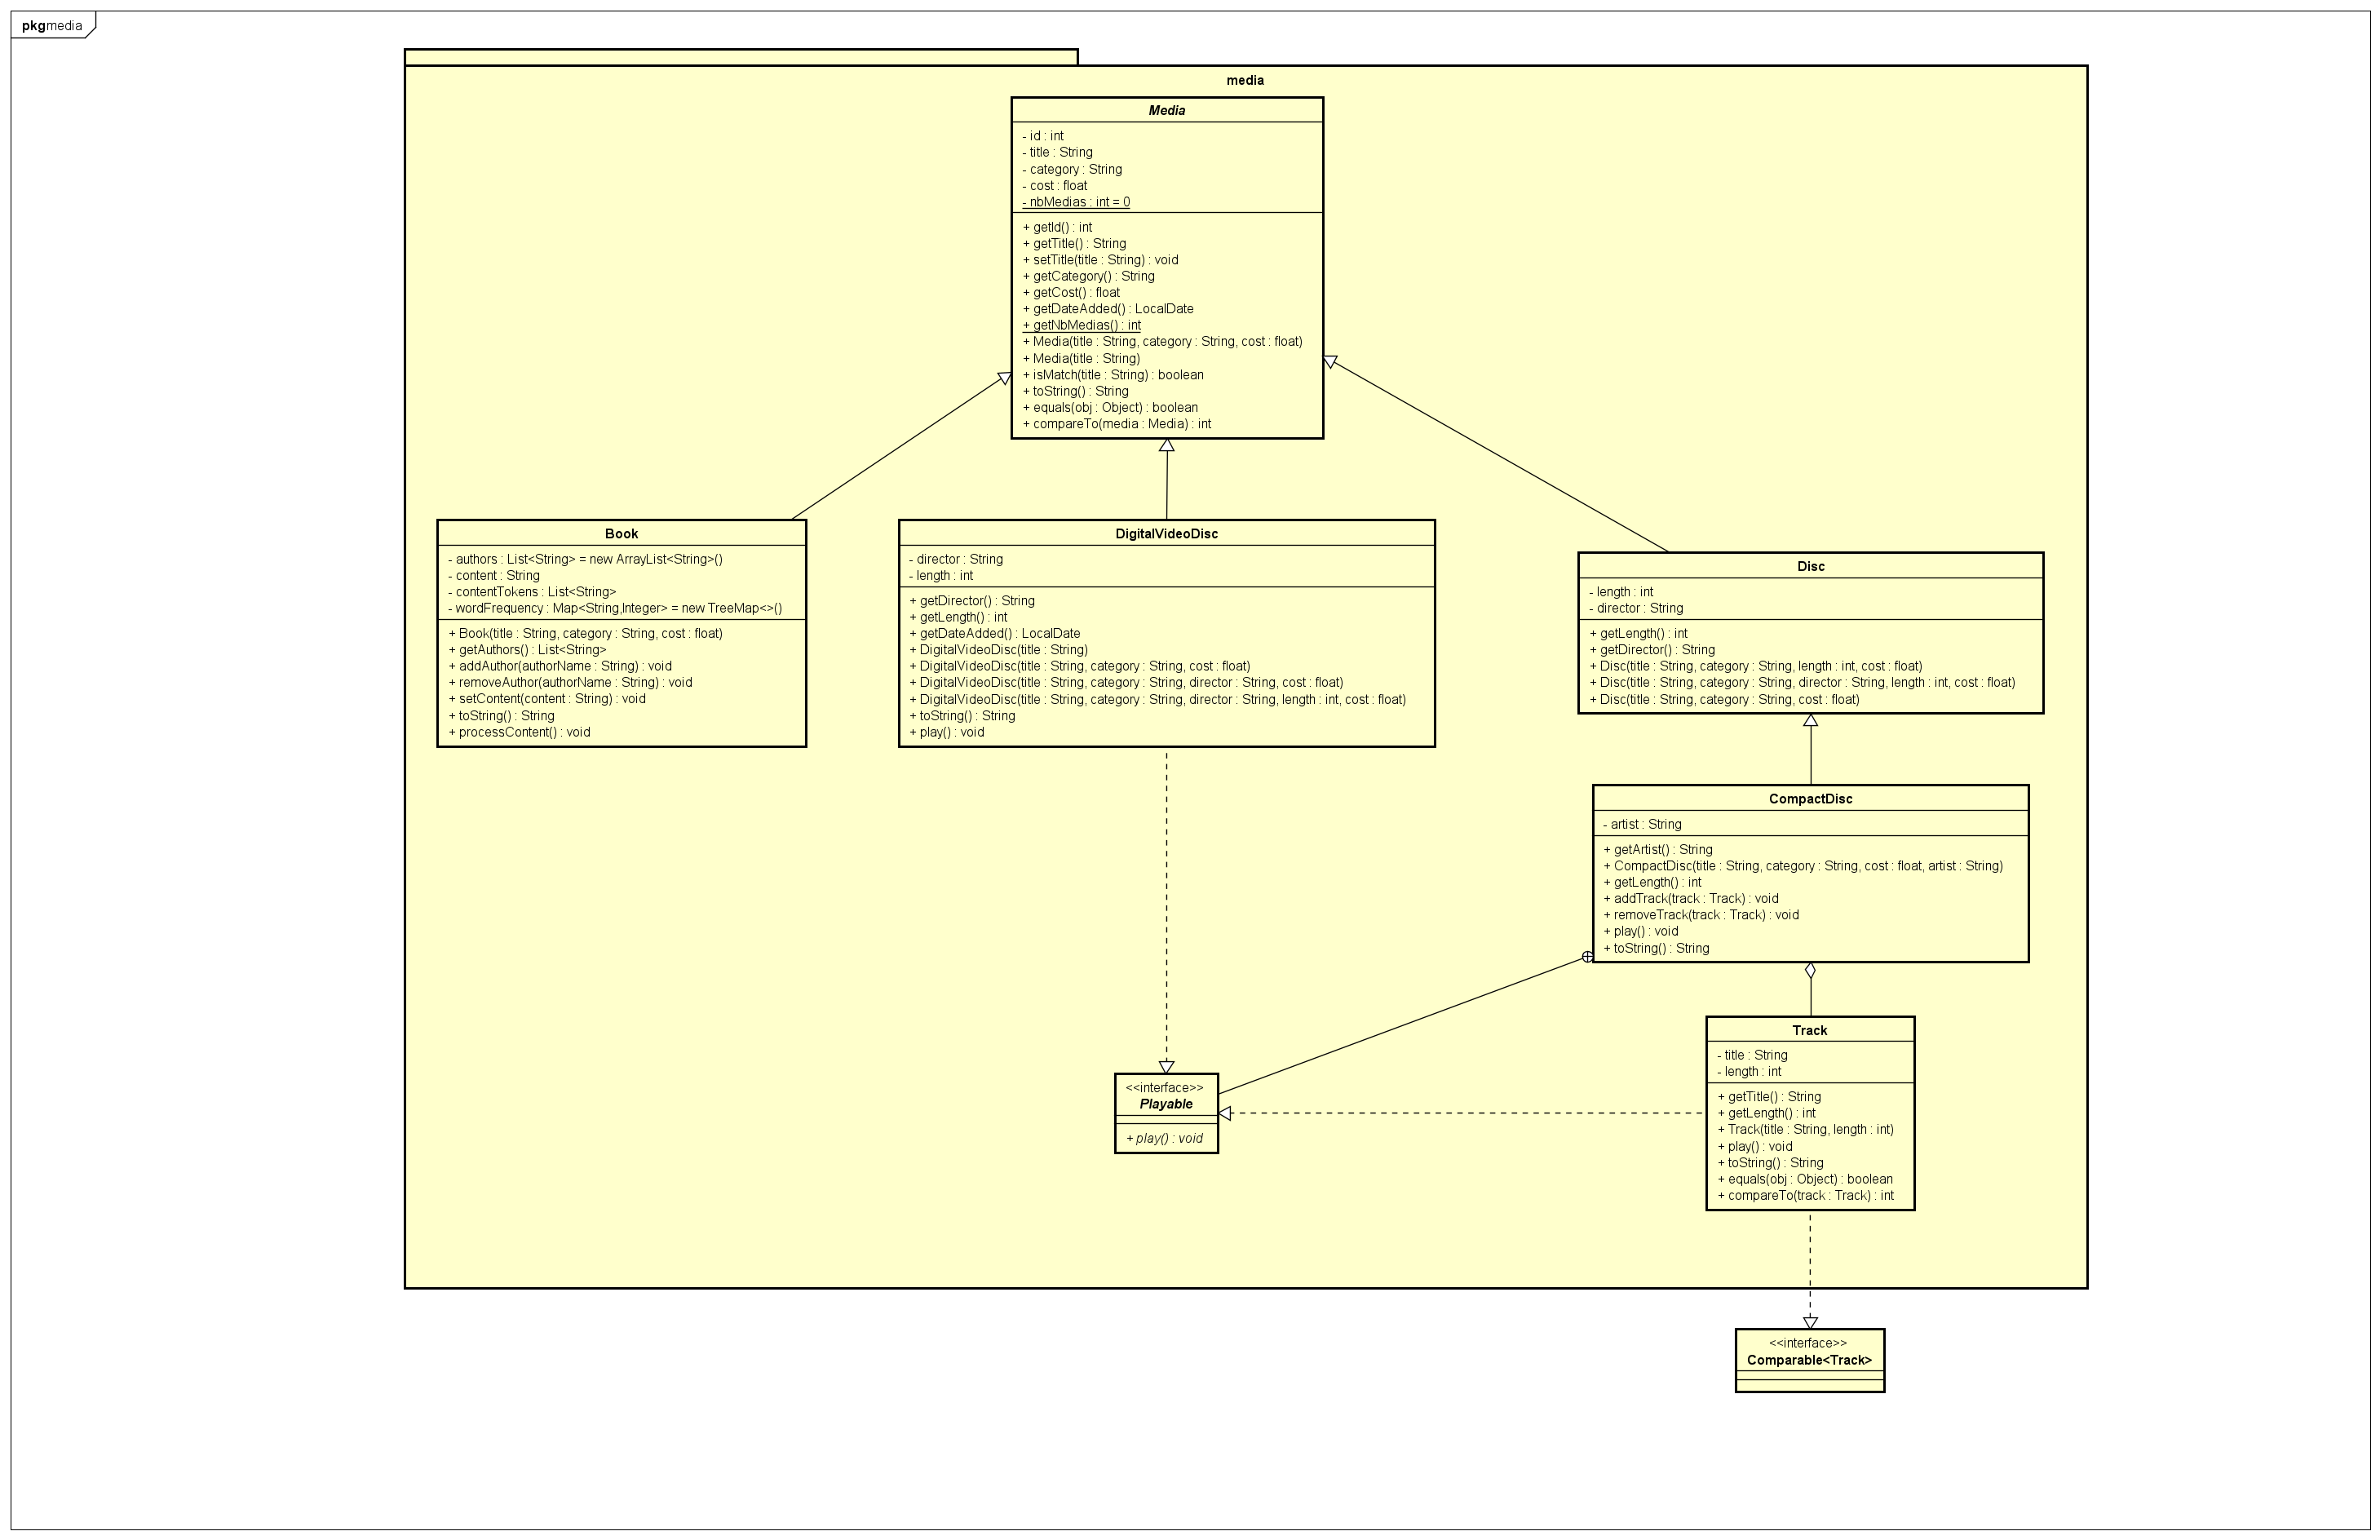 pkg media
media
Media
- id : int
- title : String
- category : String
- cost : float
- nbMedias : int = 0
+ getId() : int
+ getTitle() : String
+ setTitle(title : String) : void
+ getCategory() : String
+ getCost() : float
+ getDateAdded() : LocalDate
+ getNbMedias() : int
+ Media(title : String, category : String, cost : float)
+ Media(title : String)
+ isMatch(title : String) : boolean
+ toString() : String
+ equals(obj : Object) : boolean
+ compareTo(media : Media) : int
Book
- authors : List<String> = new ArrayList<String>()
- content : String
- contentTokens : List<String>
- wordFrequency : Map<String,Integer> = new TreeMap<>()
+ Book(title : String, category : String, cost : float)
+ getAuthors() : List<String>
+ addAuthor(authorName : String) : void
+ removeAuthor(authorName : String) : void
+ setContent(content : String) : void
+ toString() : String
+ processContent() : void
DigitalVideoDisc
- director : String
- length : int
+ getDirector() : String
+ getLength() : int
+ getDateAdded() : LocalDate
+ DigitalVideoDisc(title : String)
+ DigitalVideoDisc(title : String, category : String, cost : float)
+ DigitalVideoDisc(title : String, category : String, director : String, cost : float)
+ DigitalVideoDisc(title : String, category : String, director : String, length : int, cost : float)
+ toString() : String
+ play() : void
Disc
- length : int
- director : String
+ getLength() : int
+ getDirector() : String
+ Disc(title : String, category : String, length : int, cost : float)
+ Disc(title : String, category : String, director : String, length : int, cost : float)
+ Disc(title : String, category : String, cost : float)
CompactDisc
- artist : String
+ getArtist() : String
+ CompactDisc(title : String, category : String, cost : float, artist : String)
+ getLength() : int
+ addTrack(track : Track) : void
+ removeTrack(track : Track) : void
+ play() : void
+ toString() : String
<<interface>>
Playable
+ play() : void
Track
- title : String
- length : int
+ getTitle() : String
+ getLength() : int
+ Track(title : String, length : int)
+ play() : void
+ toString() : String
+ equals(obj : Object) : boolean
+ compareTo(track : Track) : int
<<interface>>
Comparable<Track>